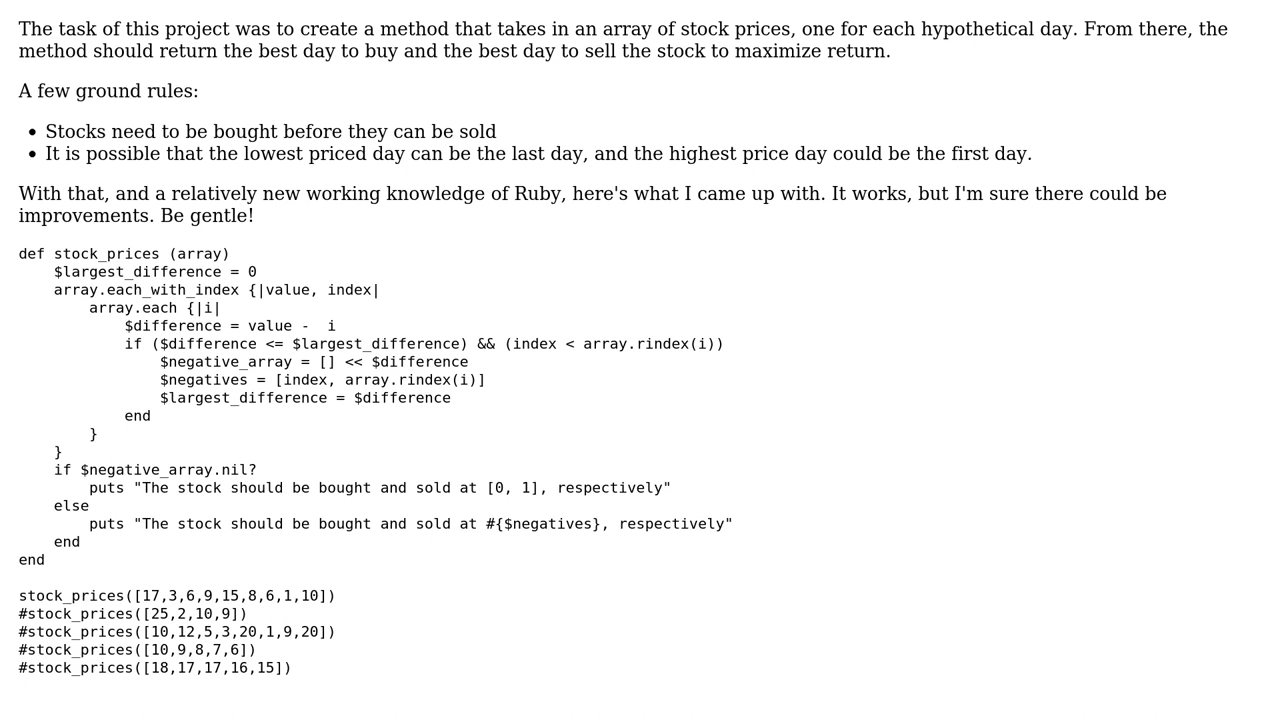 The task of this project was to create a method that takes in an array of stock prices, one for each hypothetical day. From there, the
method should return the best day to buy and the best day to sell the stock to maximize return.
A few ground rules:
• Stocks need to be bought before they can be sold
• It is possible that the lowest priced day can be the last day, and the highest price day could be the first day.
With that, and a relatively new working knowledge of Ruby, here's what I came up with. It works, but I'm sure there could be
improvements. Be gentle!
def stock_prices (array)
    $largest_difference = 0
    array.each_with_index {|value, index|
        array.each {|i|
            $difference = value -  i
            if ($difference <= $largest_difference) && (index < array.rindex(i))
                $negative_array = [] << $difference
                $negatives = [index, array.rindex(i)]
                $largest_difference = $difference
            end
        }
    }
    if $negative_array.nil?
        puts "The stock should be bought and sold at [0, 1], respectively"
    else
        puts "The stock should be bought and sold at #{$negatives}, respectively"
    end
end
stock_prices([17,3,6,9,15,8,6,1,10])
#stock_prices([25,2,10,9])
#stock_prices([10,12,5,3,20,1,9,20])
#stock_prices([10,9,8,7,6])
#stock_prices([18,17,17,16,15])